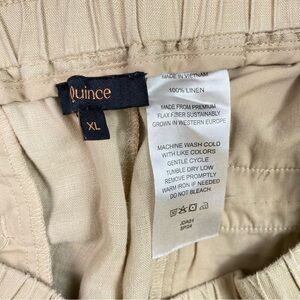 Quince
XL
MADE IN VIETNAM
100% LINEN
MADE FROM PREMIUM
FLAX FIBER SUSTAINABLY
GROWN IN WESTERN EUROPE
MACHINE WASH COLD
WITH LIKE COLORS
GENTLE CYCLE
TUMBLE DRY LOW
REMOVE PROMPTLY
WARM IRON IF NEEDED
DO NOT BLEACH.